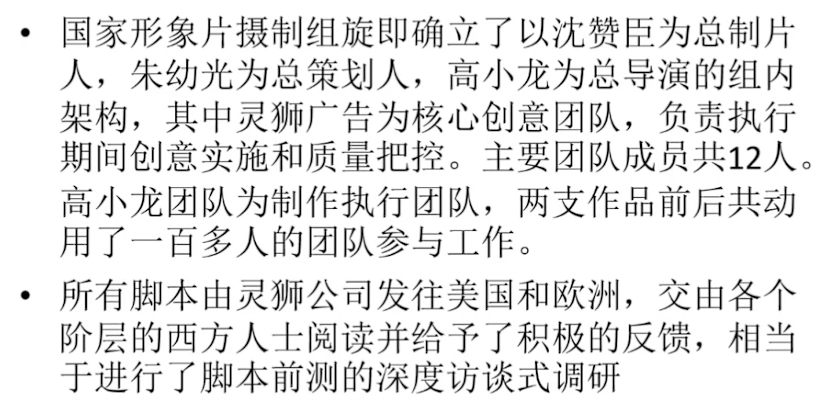 • 国家形象片摄制组旋即确立了以沈赞臣为总制片
人，朱幼光为总策划人，高小龙为总导演的组内
架构，其中灵狮广告为核心创意团队，负责执行
期间创意实施和质量把控。主要团队成员共12人。
高小龙团队为制作执行团队，两支作品前后共动
用了一百多人的团队参与工作。
• 所有脚本由灵狮公司发往美国和欧洲，交由各个
阶层的西方人士阅读并给予了积极的反馈，相当
于进行了脚本前测的深度访谈式调研